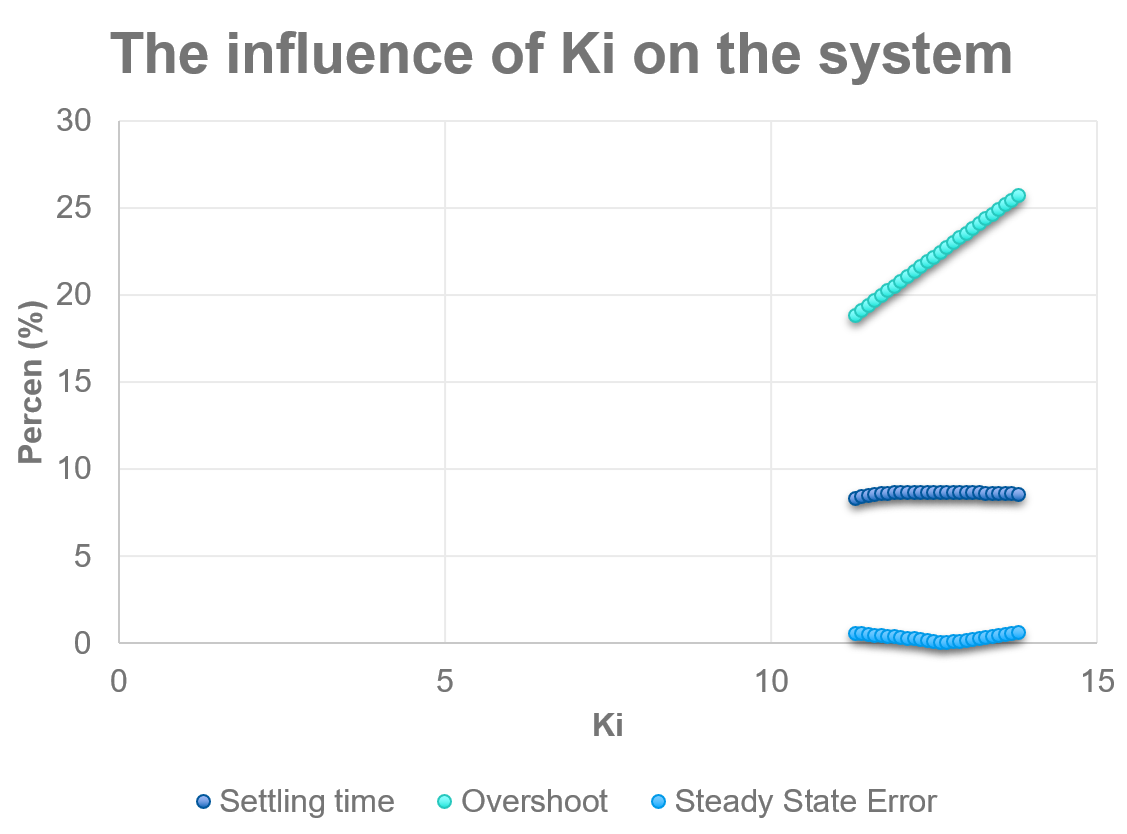 The influence of Ki on the system
30
25
20
15
10
5
0
Percen (%)
0 5 10 15
Ki
Settling time Overshoot Steady State Error